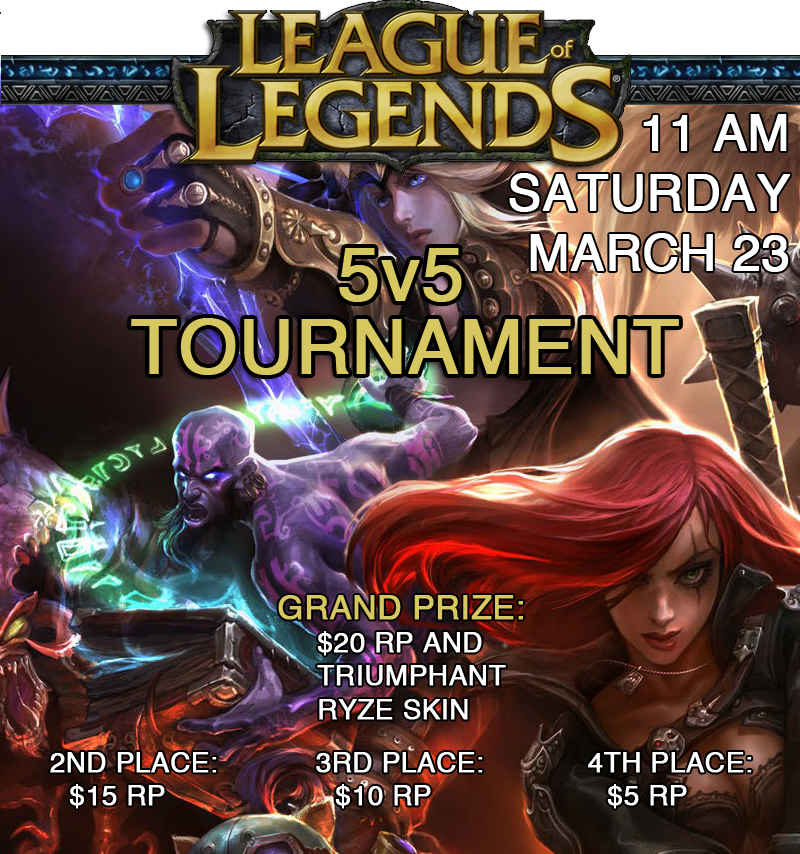 LEAGUE of
LEGENDS®
11 AM
SATURDAY
MARCH 23
5v5
TOURNAMENT
GRAND PRIZE:
$20 RP AND
TRIUMPHANT
RYZE SKIN
2ND PLACE:
$15 RP
3RD PLACE:
$10 RP
4TH PLACE:
$5 RP